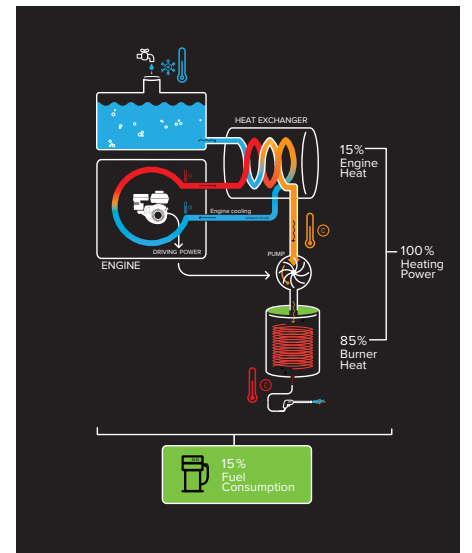 HEAT EXCHANGER
15%
Engine
Heat
Engine cooling
DRIVING POWER
ENGINE
PUMP
C
100%
Heating
Power
85%
Burner
Heat
C
15%
Fuel
Consumption